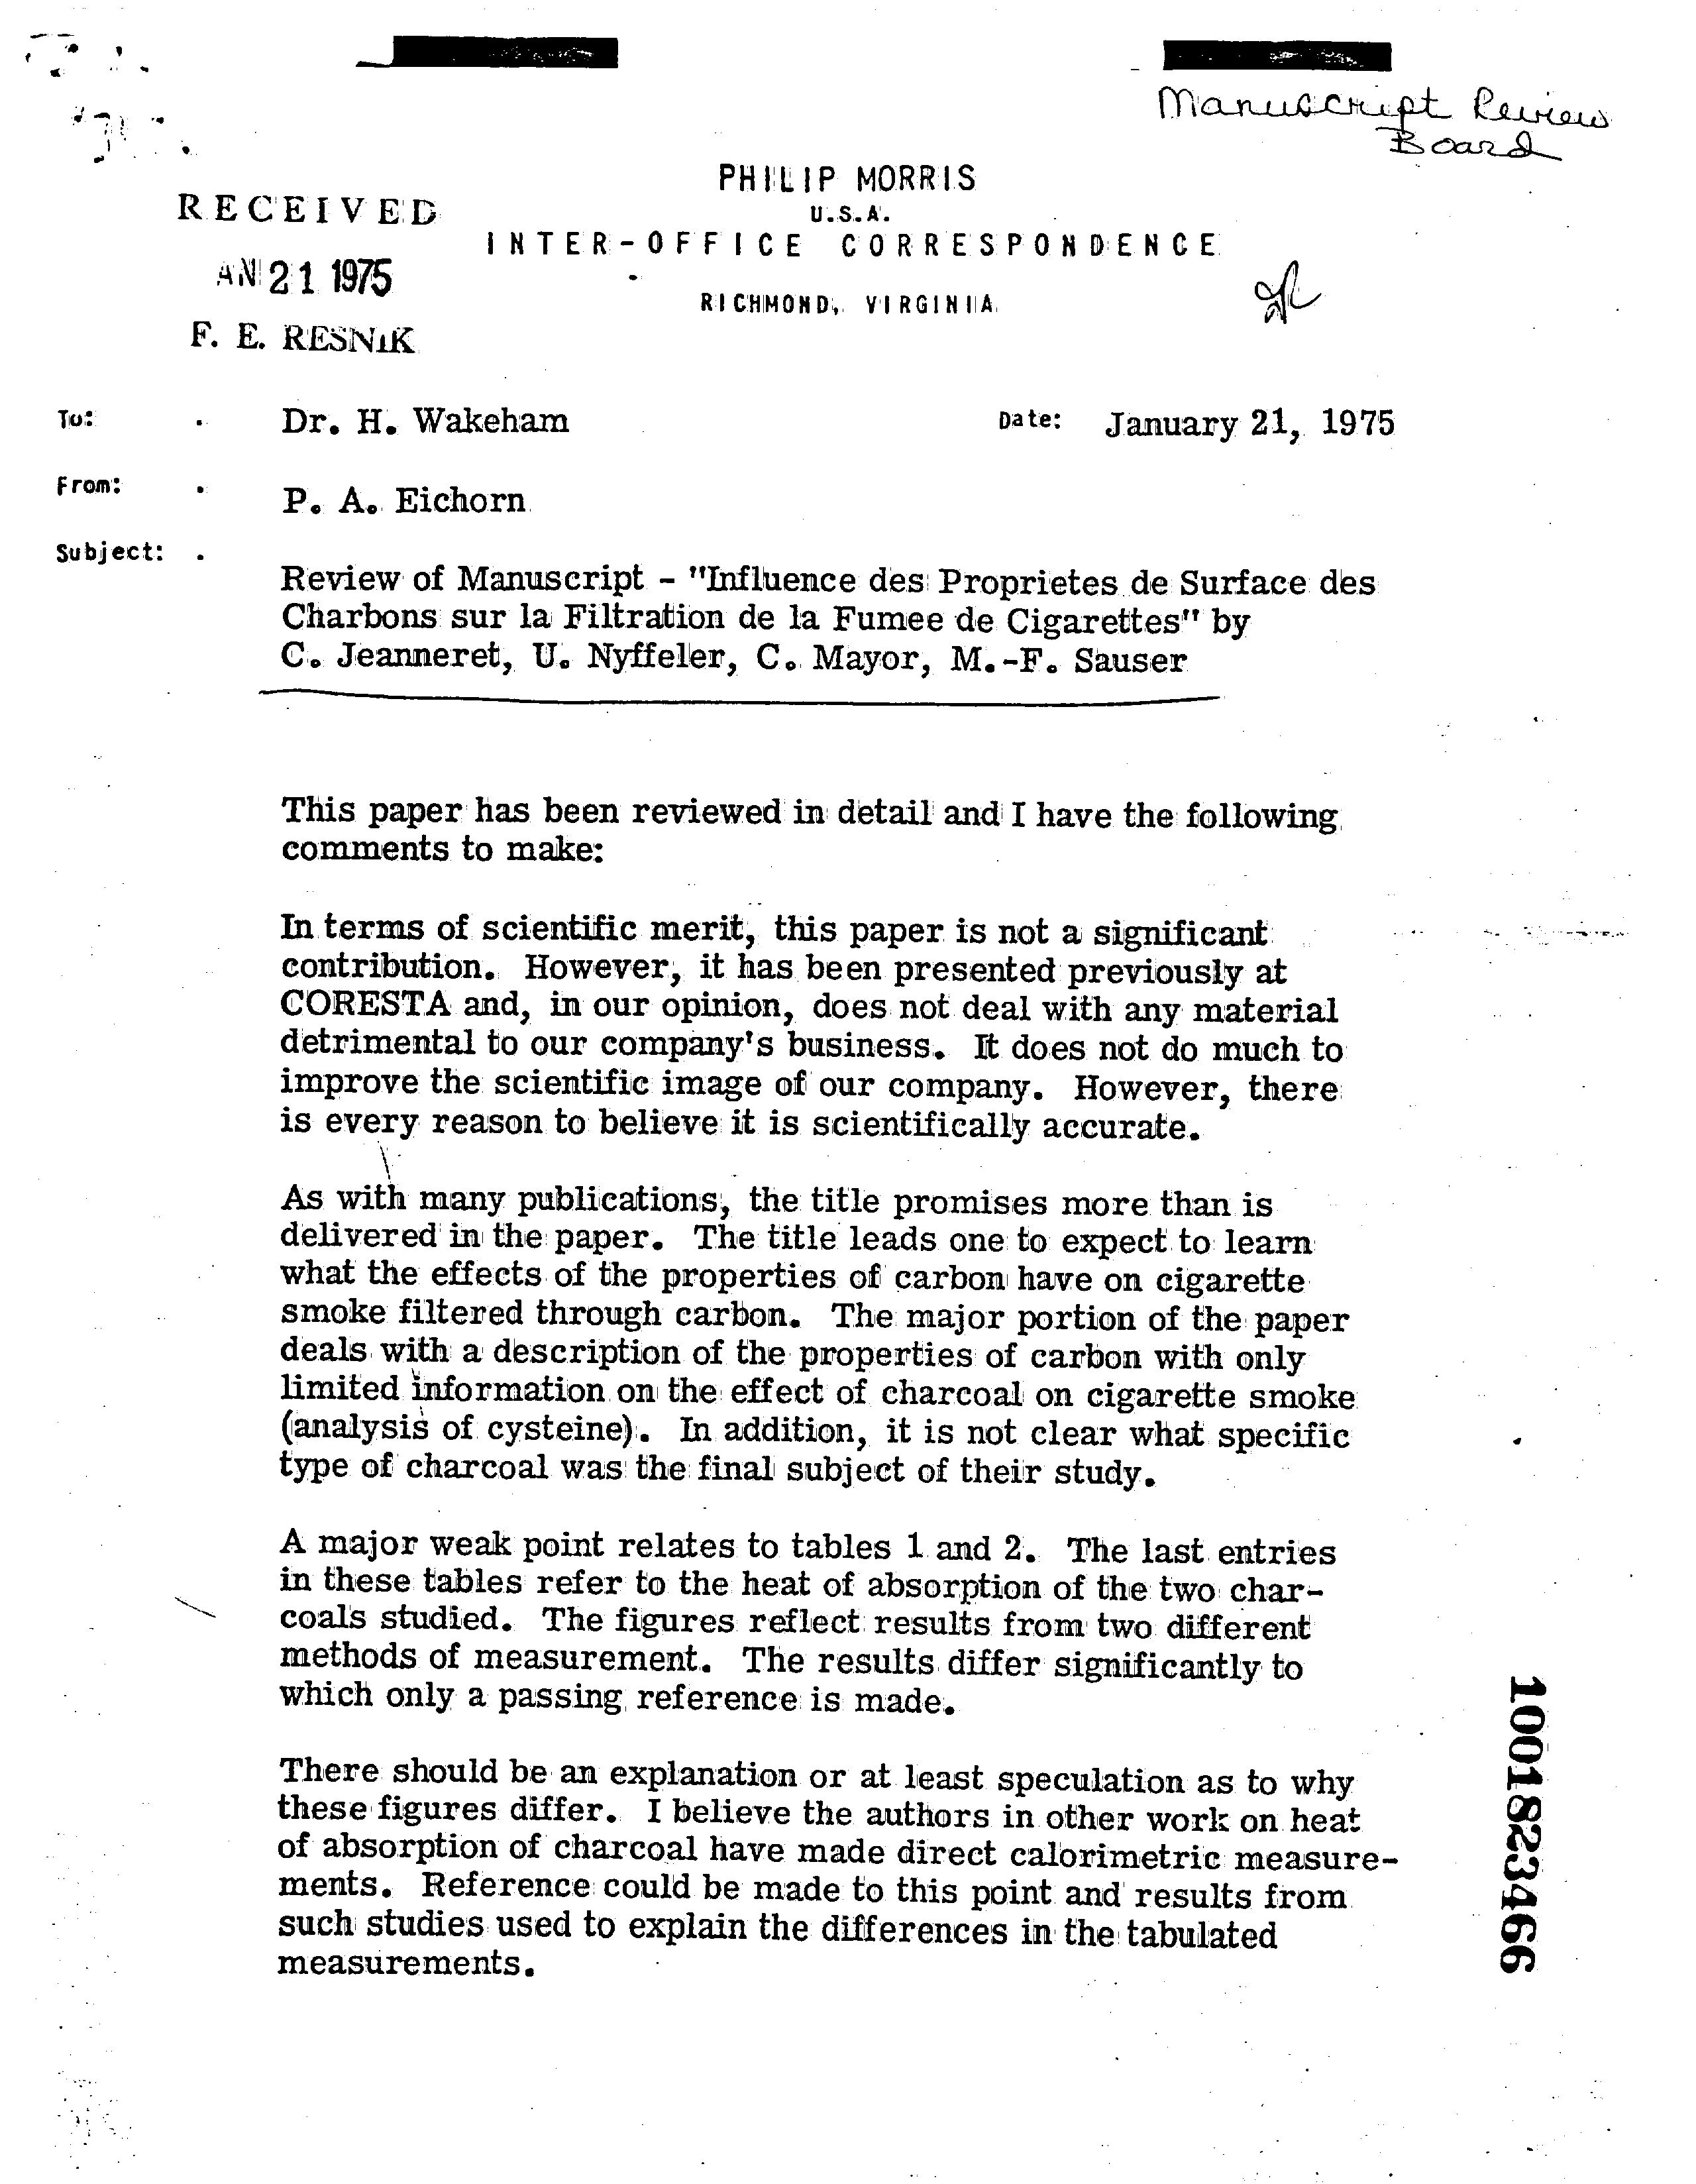 Manuscript Review
Board
PHILIP MORRIS
U.S.A.
INTER-OFFICE CORRESPONDENCE
RICHMOND, VIRGINIA
RECEIVED
AN 21 1975
F. E. RESNIK
To: Dr. H. Wakeham Date: January 21, 1975
From: P. A. Eichorn
Subject:
Review of Manuscript - "Influence des Proprietes de Surface des
Charbons sur la Filtration de la Fumee de Cigarettes" by
C. Jeanneret, U. Nyffeler, C. Mayor, M.-F. Sauser
This paper has been reviewed in detail and I have the following
comments to make:
In terms of scientific merit, this paper is not a significant
contribution. However, it has been presented previously at
CORESTA and, in our opinion, does not deal with any material
detrimental to our company's business. It does not do much to
improve the scientific image of our company. However, there
is every reason to believe it is scientifically accurate.
As with many publications, the title promises more than is
delivered in the paper. The title leads one to expect to learn
what the effects of the properties of carbon have on cigarette
smoke filtered through carbon. The major portion of the paper
deals with a description of the properties of carbon with only
limited information on the effect of charcoal on cigarette smoke
(analysis of cysteine). In addition, it is not clear what specific
type of charcoal was the final subject of their study.
A major weak point relates to tables 1 and 2. The last entries
in these tables refer to the heat of absorption of the two char-
coals studied. The figures reflect results from two different
methods of measurement. The results differ significantly to
which only a passing reference is made.
There should be an explanation or at least speculation as to why
these figures differ. I believe the authors in other work on heat
of absorption of charcoal have made direct calorimetric measure-
ments. Reference could be made to this point and results from
such studies used to explain the differences in the tabulated
measurements.
1001823466